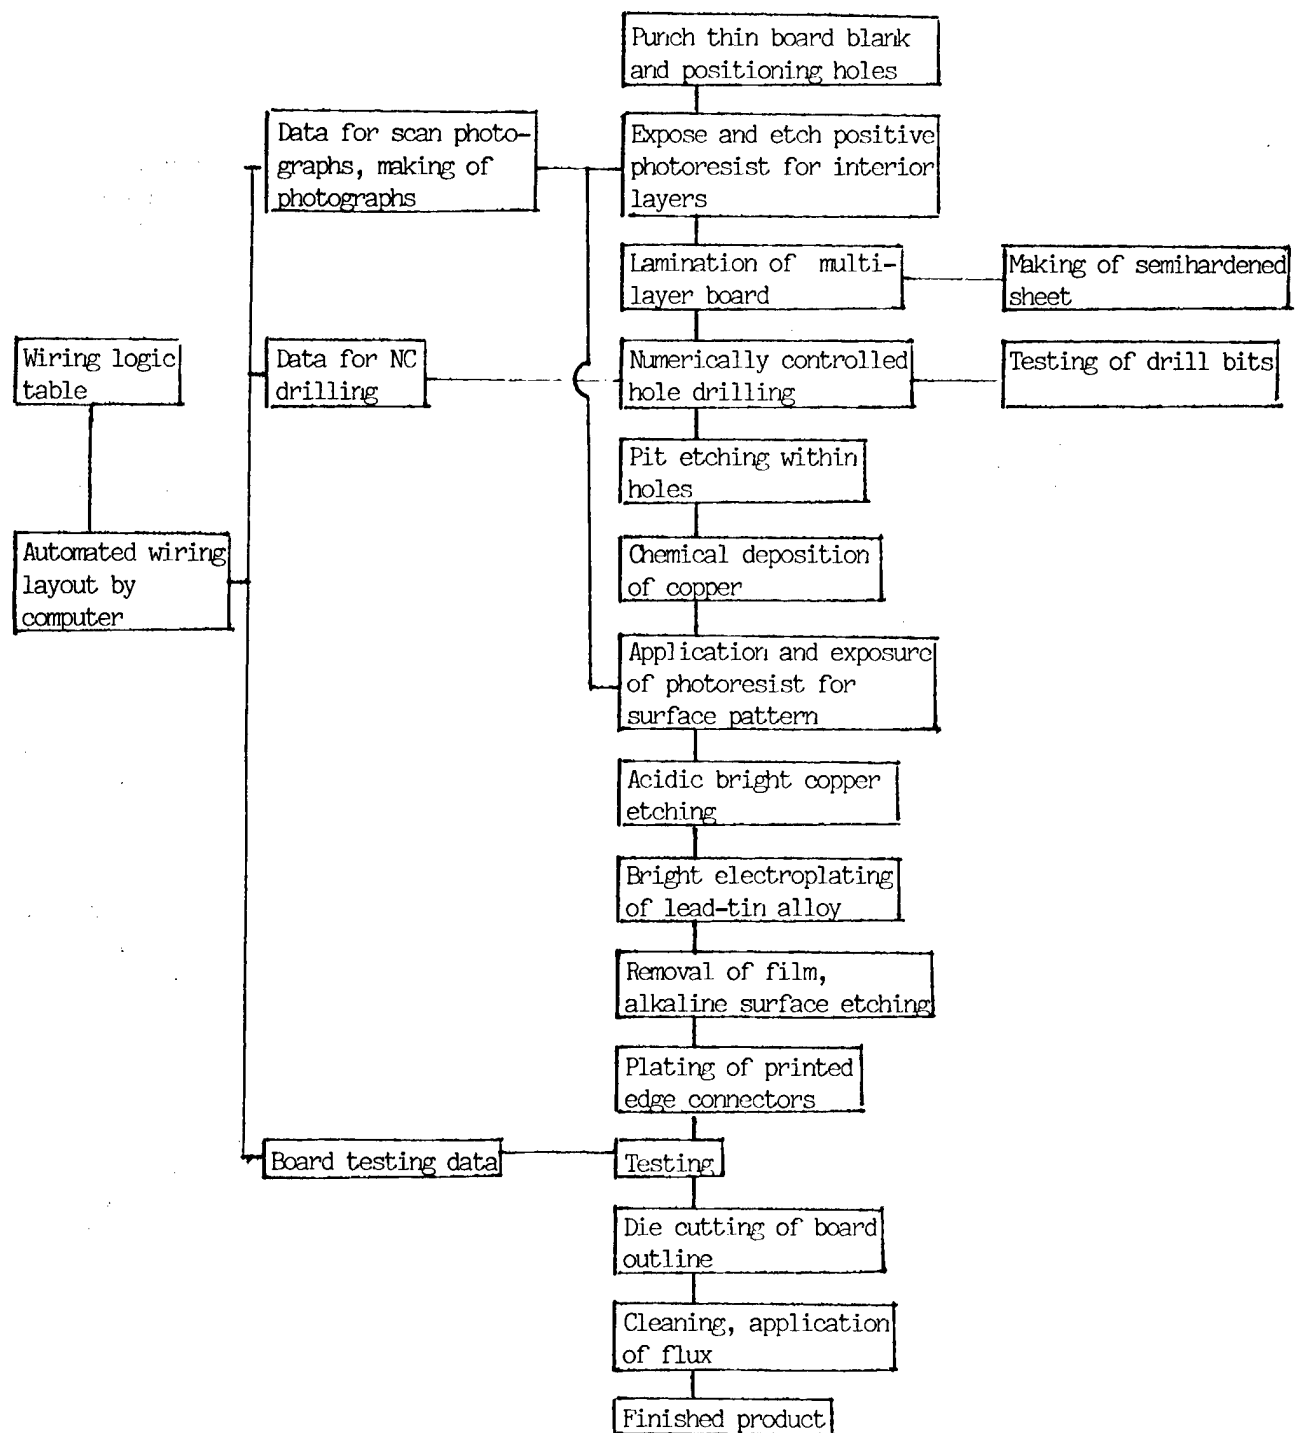 Punch thin board blank
and positioning holes
Data for scan photo-
graphs, making of
photographs
Expose and etch positive
photoresist for interior
layers
Lamination of multi-
layer board
Making of semihardened
sheet
Wiring logic
table
Data for NC
drilling
Numerically controlled
hole drilling
Testing of drill bits
Pit etching within
holes
Automated wiring
layout by
computer
Chemical deposition
of copper
Application and exposure
of photoresist for
surface pattern
Acidic bright copper
etching
Bright electroplating
of lead-tin alloy
Removal of film,
alkaline surface etching
Plating of printed
edge connectors
Board testing data
Testing
Die cutting of board
outline
Cleaning, application
of flux
Finished product